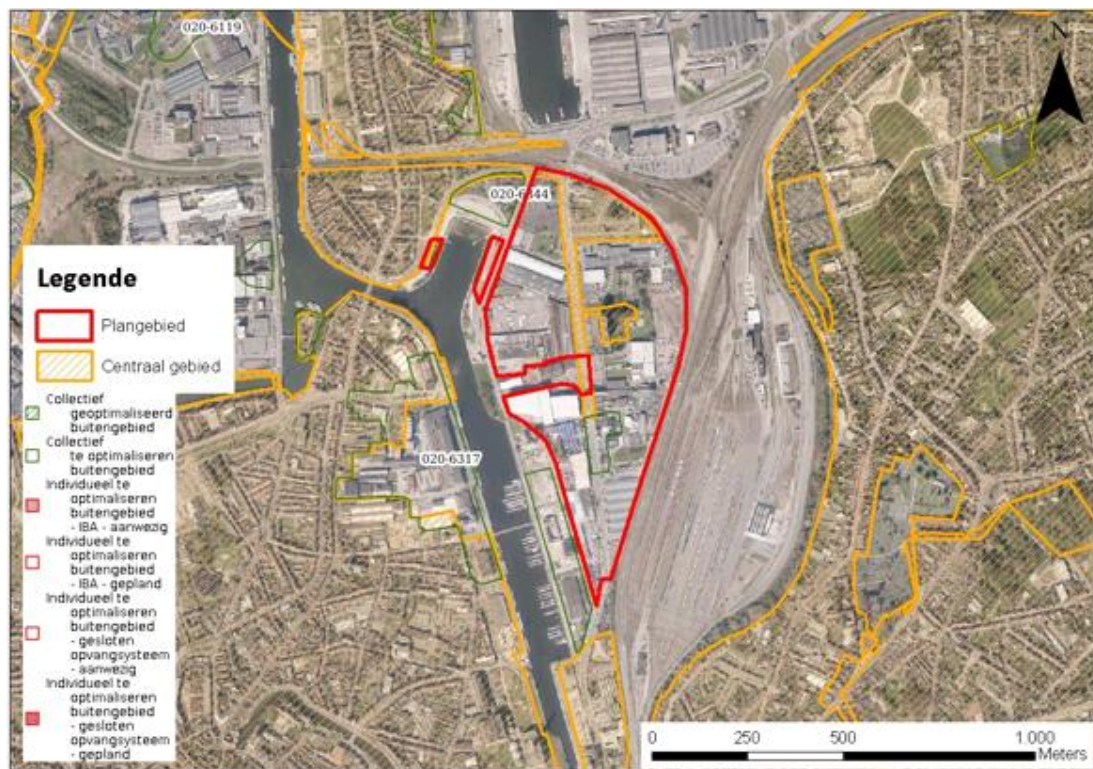 020-6119
N
020-6344
020-6317
Legende
Plangebied
Centraal gebied
Collectief
geoptimaliseerd
buitengebied
Collectief
te optimaliseren
buitengebied
Individueel te
optimaliseren
buitengebied
- IBA - aanwezig
Individueel te
optimaliseren
buitengebied
- IBA - gepland
Individueel te
optimaliseren
buitengebied
- gesloten
opvangsysteem
- aanwezig
Individueel te
optimaliseren
buitengebied
- gesloten
opvangsysteem
- gepland
0 250 500 1.000
Meters